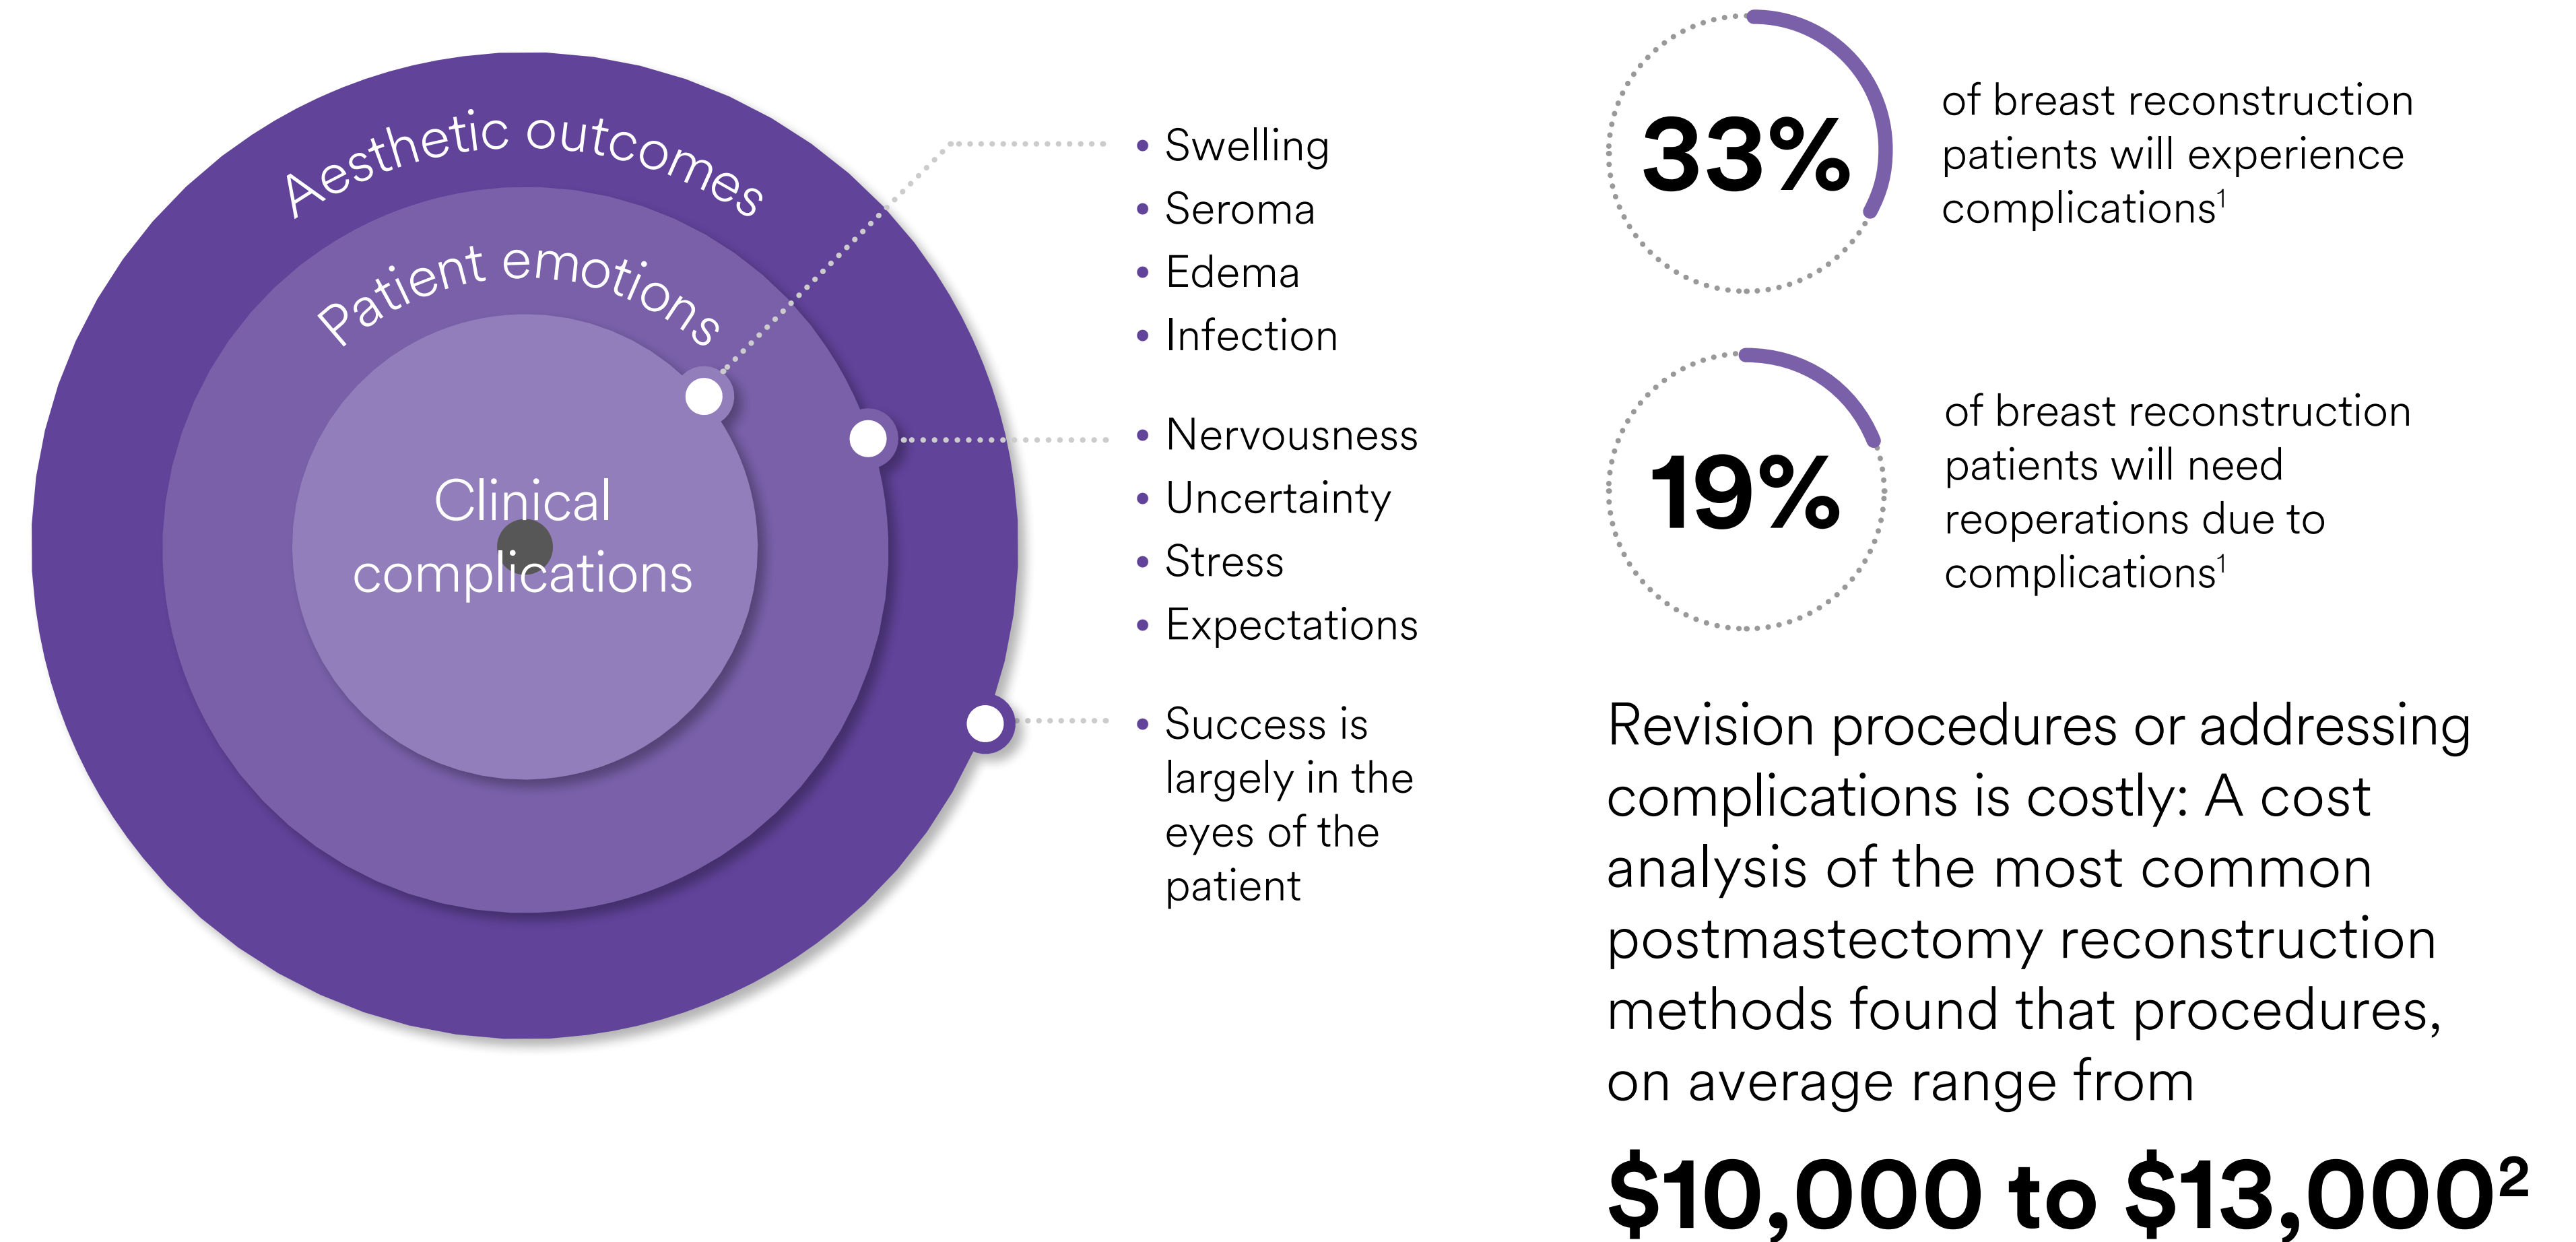 Aesthetic outcomes
Patient emotions
Clinical
complications
• Swelling
• Seroma
• Edema
• Infection
• Nervousness
• Uncertainty
• Stress
• Expectations
• Success is
largely in the
eyes of the
patient
33%
of breast reconstruction
patients will experience
complications¹
19%
of breast reconstruction
patients will need
reoperations due to
complications¹
Revision procedures or addressing
complications is costly: A cost
analysis of the most common
postmastectomy reconstruction
methods found that procedures,
on average range from
$10,000 to $13,000²